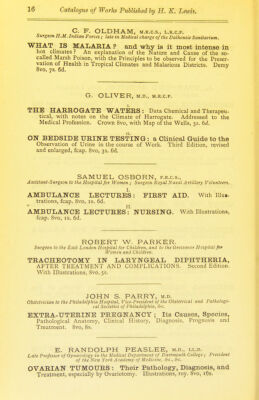 16 Catalogue of Works Published by H. K. Lewis.
C. F. OLDHAM, M.R.C.S., L.R.C.P.
Surgeon H.M. Indian Forces; late in Medical charge of the Dalhousie Sanitarium.
WHAT IS MALARIA? and why is it most intense in
hot climates? An explanation of the Nature and Cause of the so-
called Marsh Poison, with the Principles to be observed for the Preser-
vation of Health in Tropical Climates and Malarious Districts. Demy
8vo, 7s. 6d.
G. OLIVER, M.D., M.R.C.P.
I.
THE HARROGATE WATERS: Data Chemical and Therapeu-
tical, with notes on the Climate of Harrogate. Addressed to the
Medical Profession. Crown 8vo, with Map of the Wells, 3s. 6d.
II.
ON BEDSIDE URINE TESTING: a Clinical Guide to the
Observation of Urine in the course of Work. Third Edition, revised
and enlarged, fcap. 8vo, 3s. 6d.
SAMUEL OSBORN, F.R.C.S.,
Assistant-Surgeon to the Hospital for Women; Surgeon Royal Naval Artillery Volunteers.
I.
AMBULANCE LECTURES: FIRST AID. With Illus-
trations, fcap. 8vo, 1s. 6d.
II.
AMBULANCE LECTURES: NURSING. With Illustrations,
fcap. 8vo, 1s. 6d.
ROBERT W. PARKER.
Surgeon to the East London Hospital for Children, and to the Grosvenor Hospital for
Women and Children.
TRACHEOTOMY IN LARYNGEAL DIPHTHERIA,
AFTER TREATMENT AND COMPLICATIONS. Second Edition.
With Illustrations, 8vo, 5s.
JOHN S. PARRY, M.D.
Obstetrician to the Philadelphia Hospital, Vice-President of the Obstetrical and Pathologi-
cal Societies of Philadelphia, &c.
EXTRA-UTERINE PREGNANCY; Its Causes, Species,
Pathological Anatomy, Clinical History, Diagnosis, Prognosis and
Treatment. 8vo, 8s.
E. RANDOLPH PEASLEE, M.D., LL.D.
Late Professor of Gynæcology in the Medical Department of Dartmouth College; President
of the New York Academy of Medicine, &c., &c.
OVARIAN TUMOURS: Their Pathology, Diagnosis, and
Treatment, especially by Ovariotomy. Illustrations, roy. 8vo, 16s.